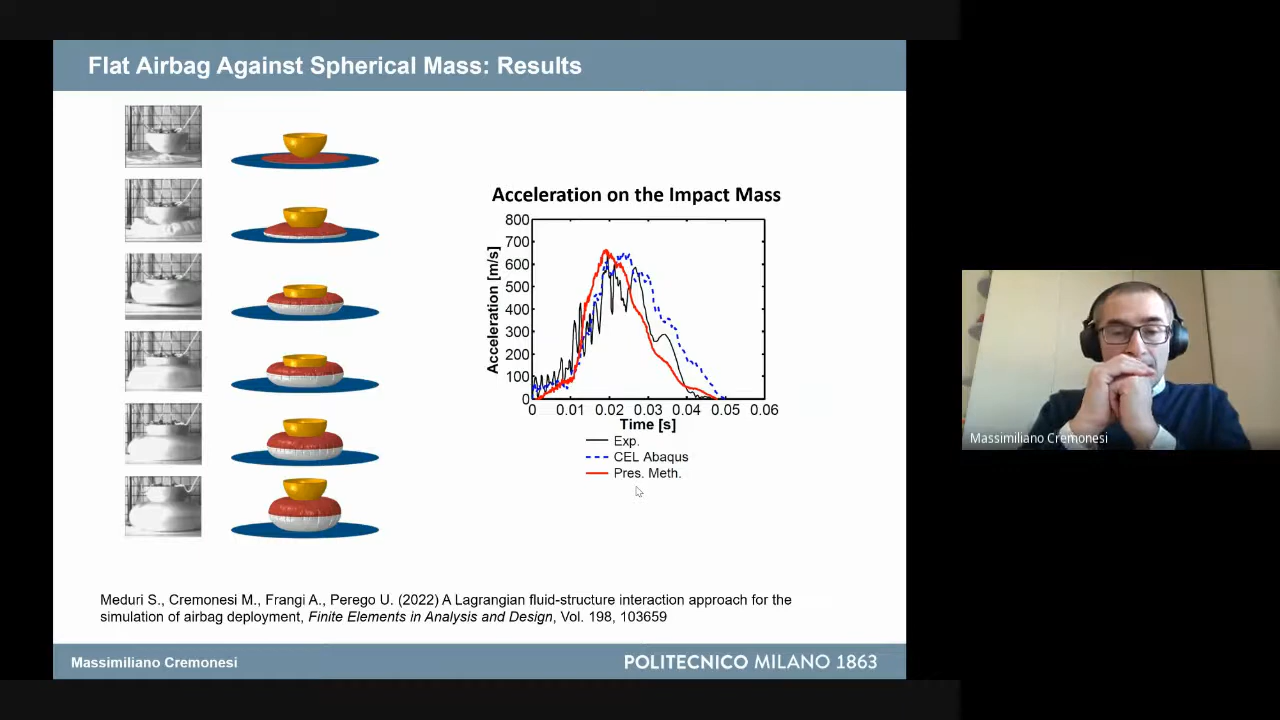 Flat Airbag Against Spherical Mass: Results
Acceleration on the Impact Mass
Acceleration [m/s]
800
700
600
500
400
300
200
100
0
0 0.01 0.02 0.03 0.04 0.05 0.06
Time [s]
Exp.
CEL Abaqus
Pres. Meth.
Meduri S., Cremonesi M., Frangi A., Perego U. (2022) A Lagrangian fluid-structure interaction approach for the
simulation of airbag deployment, Finite Elements in Analysis and Design, Vol. 198, 103659
Massimiliano Cremonesi
POLITECNICO MILANO 1863
Massimiliano Cremonesi